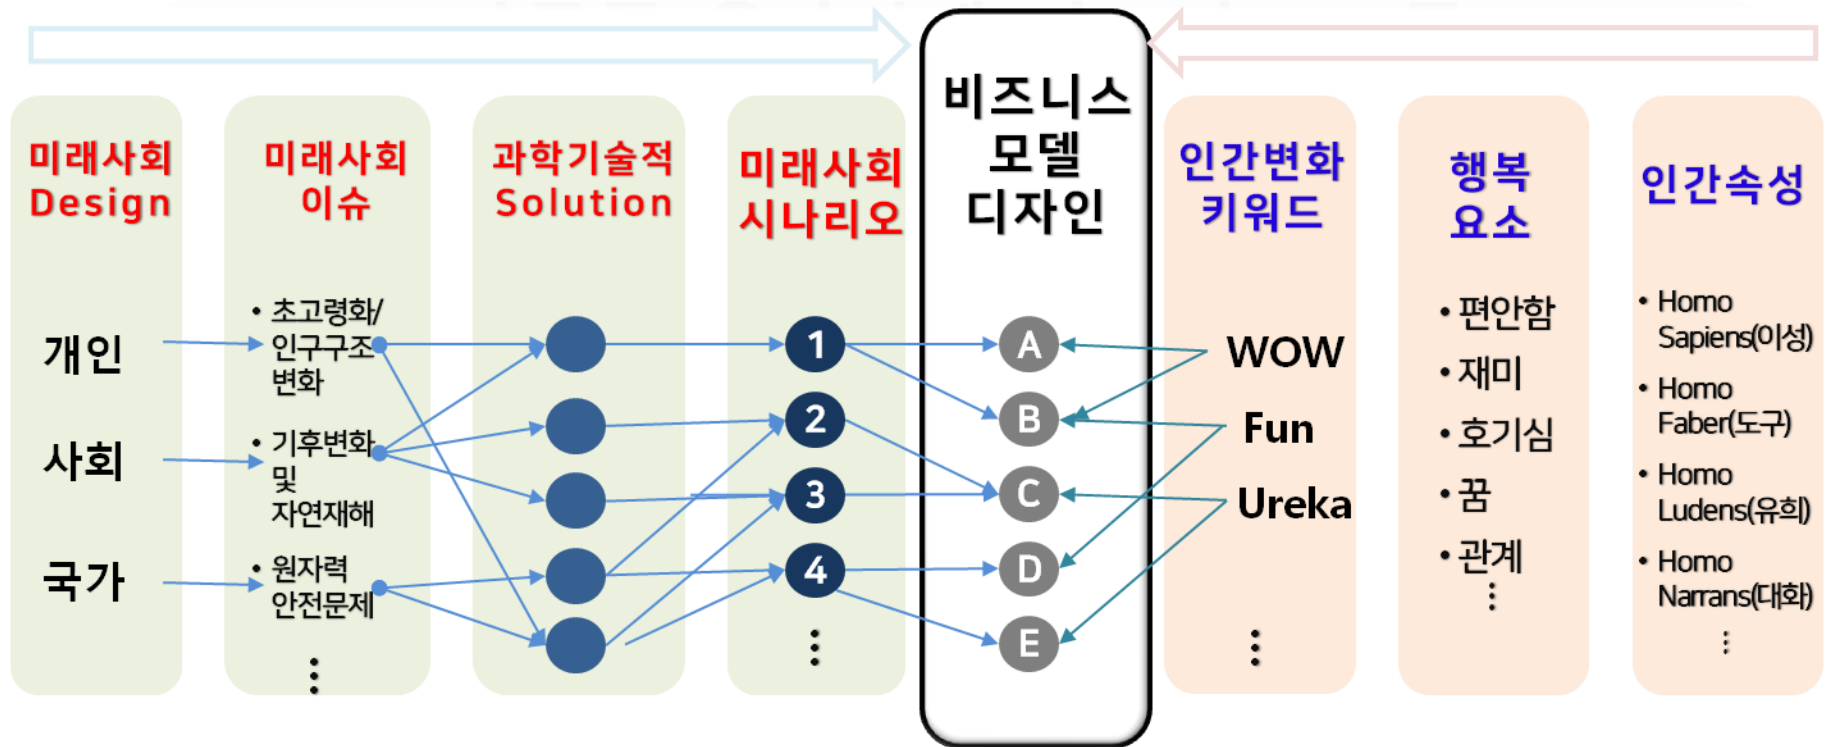 미래사회
Design
개인
사회
국가
미래사회
이슈
• 초고령화/
인구구조
변화
• 기후변화
및
자연재해
• 원자력
안전문제
⋮
과학기술적
Solution
미래사회
시나리오
1
2
3
4
⋮
비즈니스
모델
디자인
A
B
C
D
E
인간변화
키워드
WOW
Fun
Ureka
⋮
행복
요소
• 편안함
• 재미
• 호기심
• 꿈
• 관계
⋮
인간속성
• Homo
Sapiens(이성)
• Homo
Faber(도구)
• Homo
Ludens(유희)
• Homo
Narrans(대화)
⋮